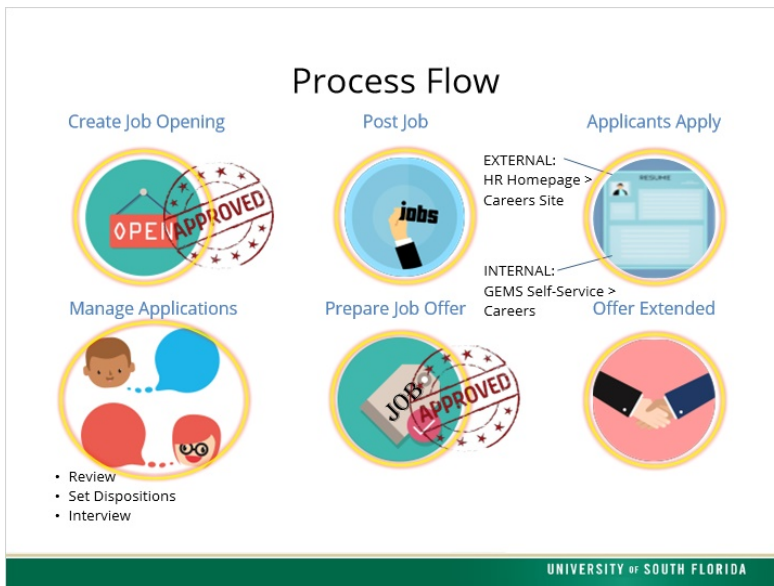 Process Flow
Create Job Opening
Post Job
Applicants Apply
OPEN
APPROVED
jobs
EXTERNAL:
HR Homepage >
Careers Site
RESUME
INTERNAL:
GEMS Self-Service >
Careers
Manage Applications
Prepare Job Offer
Offer Extended
JOB
APPROVED
• Review
• Set Dispositions
• Interview
UNIVERSITY OF SOUTH FLORIDA